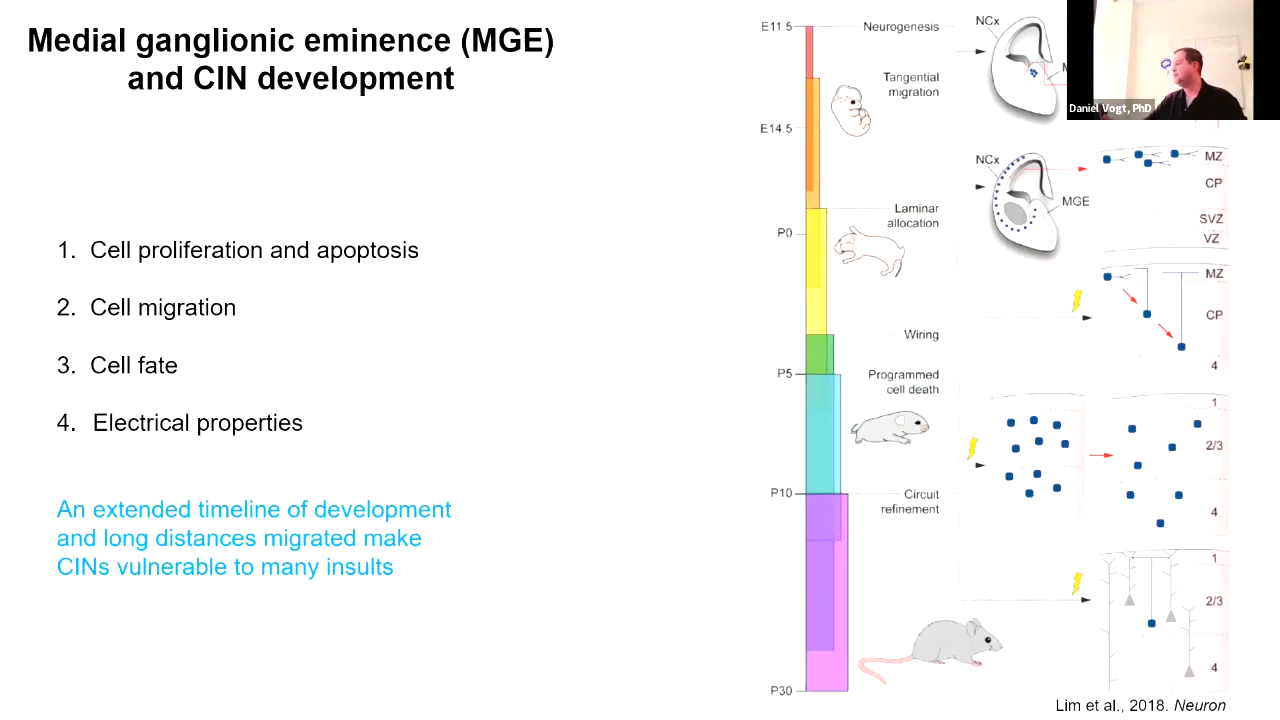 Medial ganglionic eminence (MGE)
and CIN development
1. Cell proliferation and apoptosis
2. Cell migration
3. Cell fate
4. Electrical properties
An extended timeline of development
and long distances migrated make
CINs vulnerable to many insults
E11.5
Neurogenesis
NCx
Tangential
migration
Daniel Vogt, PhD
E14.5
NCx
MZ
CP
Laminar
allocation
MGE
SVZ
P0
VZ
MZ
CP
Wiring
4
P5
Programmed
cell death
1
2/3
P10
Circuit
refinement
4
1
2/3
4
P30
Lim et al., 2018. Neuron